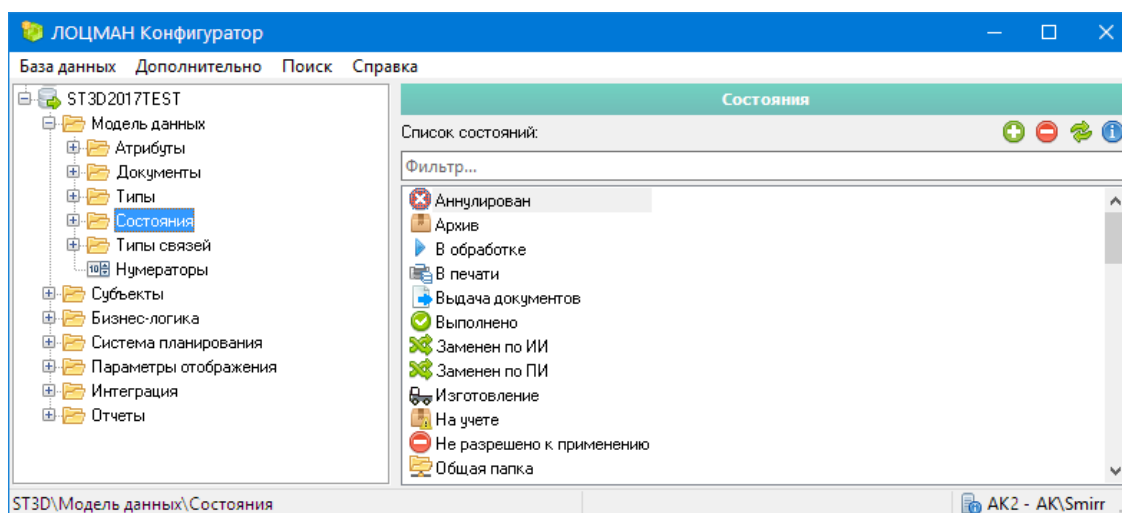 ЛОЦМАН Конфигуратор
База данных Дополнительно Поиск Справка
ST3D2017TEST
Модель данных
Атрибуты
Документы
Типы
Состояния
Типы связей
Нумераторы
Субъекты
Бизнес-логика
Система планирования
Параметры отображения
Интеграция
Отчеты
Состояния
Список состояний:
Фильтр...
Аннулирован
Архив
В обработке
В печати
Выдача документов
Выполнено
Заменен по ИИ
Заменен по ПИ
Изготовление
На учете
Не разрешено к применению
Общая папка
ST3D\Модель данных\Состояния
AK2 - AK\Smirr